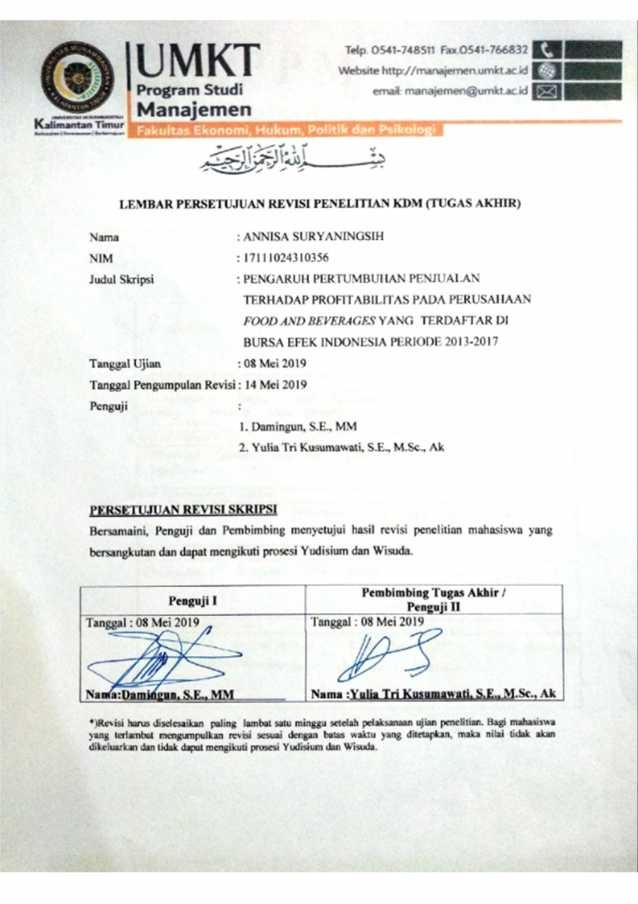 UMKT
Program Studi
Manajemen
Kalimantan Timur
Fakultas Ekonomi, Hukum, Politik dan Psikologi
Telp. 0541-748511 Fax.0541-766832
Website http://manajemen.umkt.ac.id
email: manajemen@umkt.ac.id
بِسْمِ اللهِ الرَّحْمٰنِ الرَّحِيْمِ
LEMBAR PERSETUJUAN REVISI PENELITIAN KDM (TUGAS AKHIR)
Nama : ANNISA SURYANINGSIH
NIM : 17111024310356
Judul Skripsi : PENGARUH PERTUMBUHAN PENJUALAN
TERHADAP PROFITABILITAS PADA PERUSAHAAN
FOOD AND BEVERAGES YANG TERDAFTAR DI
BURSA EFEK INDONESIA PERIODE 2013-2017
Tanggal Ujian : 08 Mei 2019
Tanggal Pengumpulan Revisi : 14 Mei 2019
Penguji :
1. Damingun, S.E., MM
2. Yulia Tri Kusumawati, S.E., M.Sc., Ak
PERSETUJUAN REVISI SKRIPSI
Bersamaini, Penguji dan Pembimbing menyetujui hasil revisi penelitian mahasiswa yang
bersangkutan dan dapat mengikuti prosesi Yudisium dan Wisuda.
Penguji I
Tanggal : 08 Mei 2019
Nama:Damingun, S.E., MM
Pembimbing Tugas Akhir /
Penguji II
Tanggal : 08 Mei 2019
Nama :Yulia Tri Kusumawati, S.E., M.Sc., Ak
*)Revisi harus diselesaikan paling lambat satu minggu setelah pelaksanaan ujian penelitian. Bagi mahasiswa
yang terlambat mengumpulkan revisi sesuai dengan batas waktu yang ditetapkan, maka nilai tidak akan
dikeluarkan dan tidak dapat mengikuti prosesi Yudisium dan Wisuda.